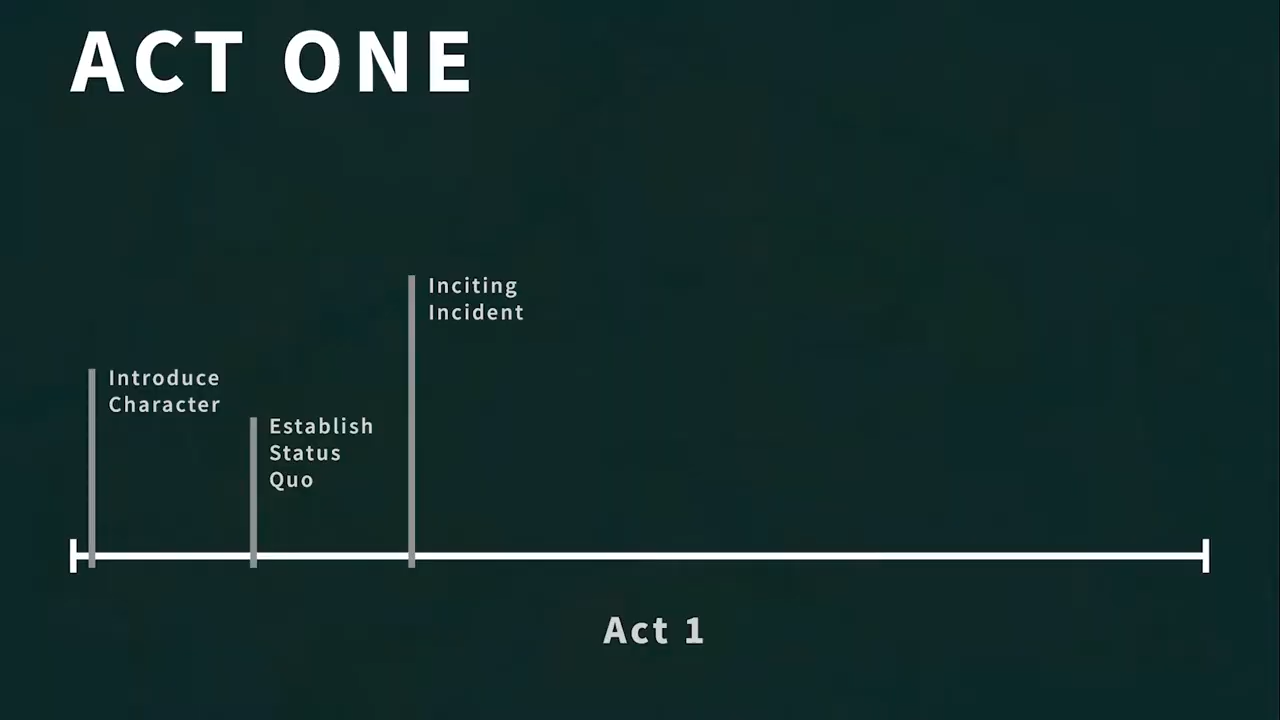 ACT ONE
Inciting
Incident
Introduce
Character
Establish
Status
Quo
Act 1